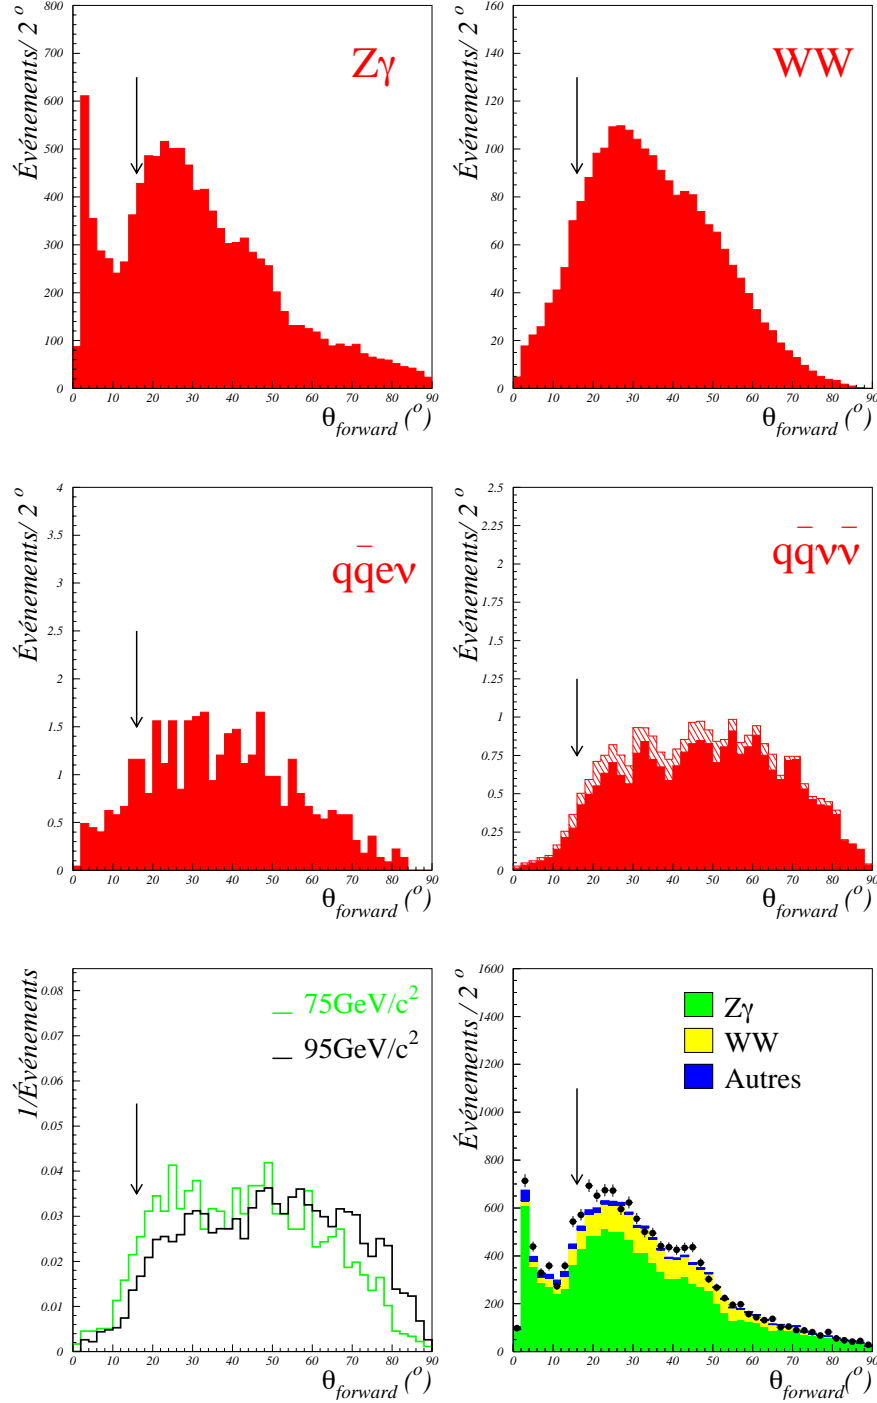 Événements/ 2 °
Zγ
800
700
600
500
400
300
200
100
0
0 10 20 30 40 50 60 70 80 90
θforward (°)
Événements/ 2 °
WW
160
140
120
100
80
60
40
20
0
0 10 20 30 40 50 60 70 80 90
θforward (°)
Événements/ 2 °
qq̄eν
4
3.5
3
2.5
2
1.5
1
0.5
0
0 10 20 30 40 50 60 70 80 90
θforward (°)
Événements/ 2 °
qq̄νν̄
2.5
2.25
2
1.75
1.5
1.25
1
0.75
0.5
0.25
0
0 10 20 30 40 50 60 70 80 90
θforward (°)
1/Événements
75GeV/c²
95GeV/c²
0.08
0.07
0.06
0.05
0.04
0.03
0.02
0.01
0
0 10 20 30 40 50 60 70 80 90
θforward (°)
Événements / 2 °
Zγ
WW
Autres
1600
1400
1200
1000
800
600
400
200
0
0 10 20 30 40 50 60 70 80 90
θforward (°)